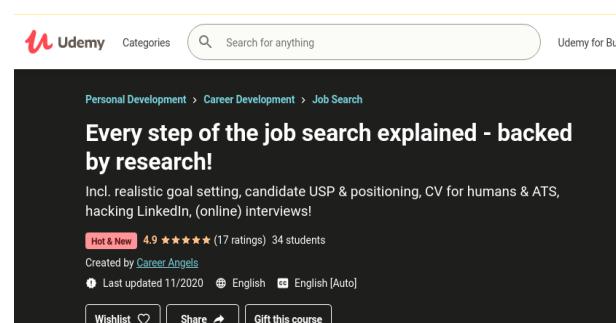 Udemy Categories Search for anything Udemy for Bu
Personal Development > Career Development > Job Search
Every step of the job search explained - backed
by research!
Incl. realistic goal setting, candidate USP & positioning, CV for humans & ATS,
hacking LinkedIn, (online) interviews!
Hot & New 4.9 ★★★★★ (17 ratings) 34 students
Created by Career Angels
Last updated 11/2020 English CC English [Auto]
Wishlist Share Gift this course